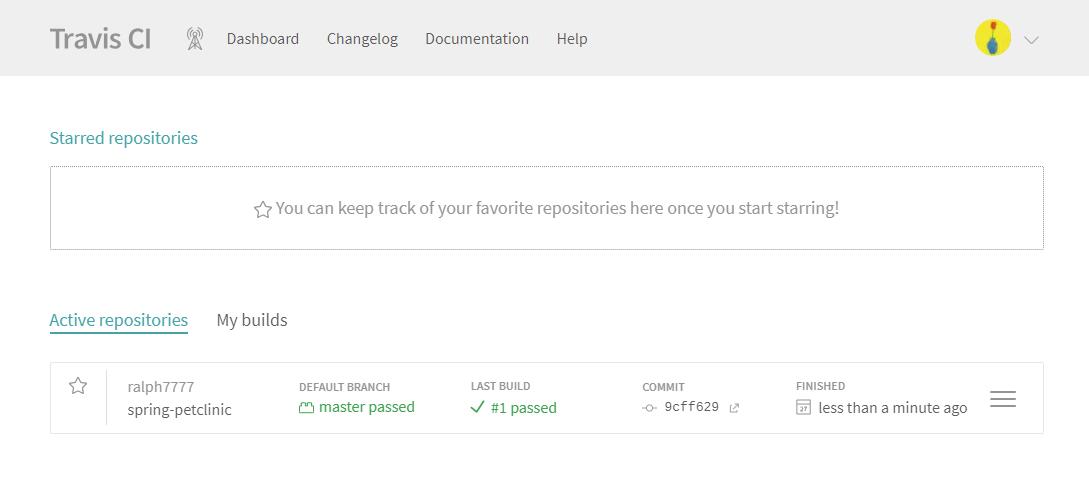 Travis CI Dashboard Changelog Documentation Help
Starred repositories
You can keep track of your favorite repositories here once you start starring!
Active repositories My builds
ralph7777 DEFAULT BRANCH LAST BUILD COMMIT FINISHED
spring-petclinic master passed #1 passed 9cff629 27 less than a minute ago